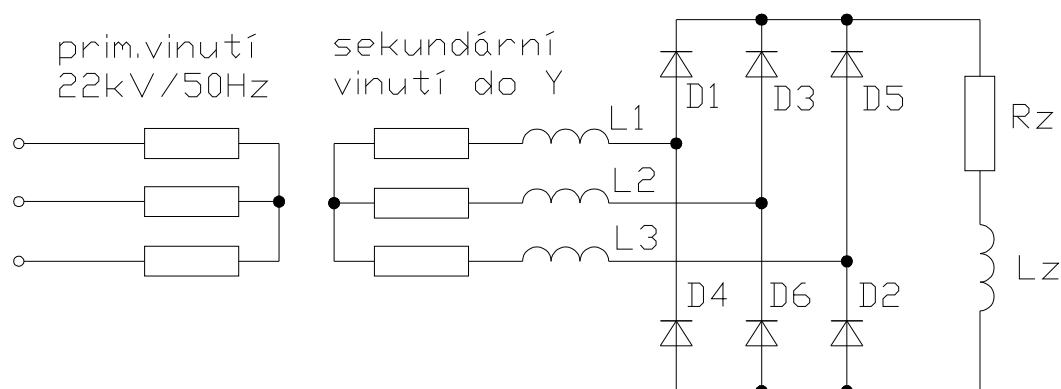 prim.vinutí
22kV/50Hz
sekundární
vinutí do Y
D1
D3
D5
Rz
L1
L2
L3
Lz
D4
D6
D2